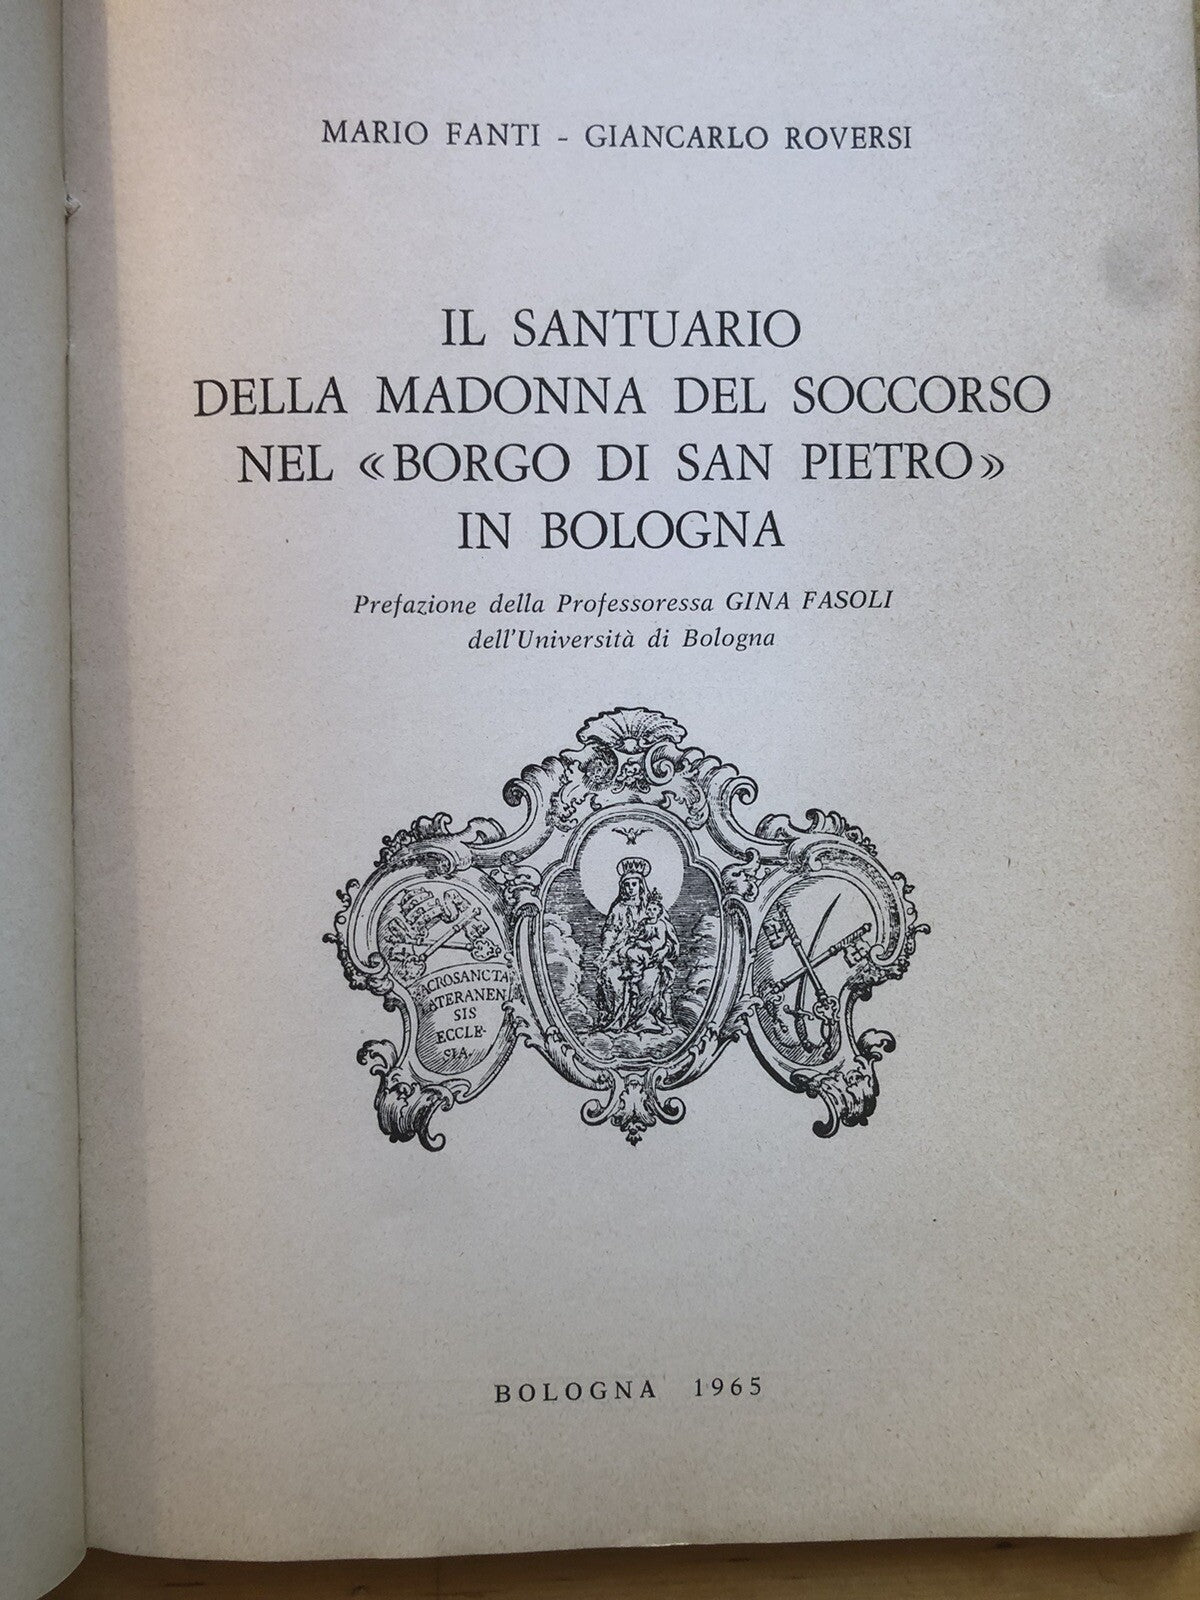 MARIO FANTI - GIANCARLO ROVERSI
IL SANTUARIO
DELLA MADONNA DEL SOCCORSO
NEL «BORGO DI SAN PIETRO»
IN BOLOGNA
Prefazione della Professoressa GINA FASOLI
dell'Università di Bologna
ACROSANCTA
ATERANEN
SIS
ECCLE-
SIA.
BOLOGNA 1965